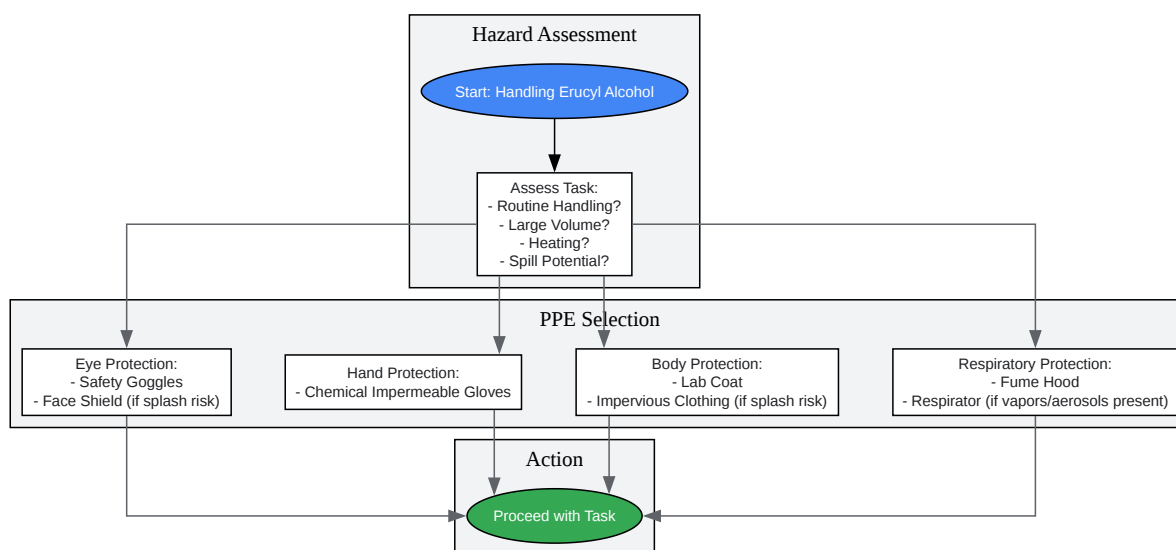 Hazard Assessment
Start: Handling Erucyl Alcohol
Assess Task:
- Routine Handling?
- Large Volume?
- Heating?
- Spill Potential?
PPE Selection
Eye Protection:
- Safety Goggles
- Face Shield (if splash risk)
Hand Protection:
- Chemical Impermeable Gloves
Body Protection:
- Lab Coat
- Impervious Clothing (if splash risk)
Respiratory Protection:
- Fume Hood
- Respirator (if vapors/aerosols present)
Action
Proceed with Task